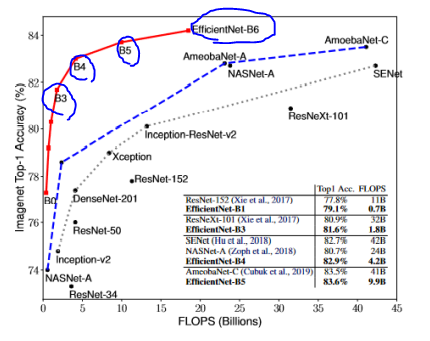 84
82
80
78
76
74
Imagenet Top-1 Accuracy (%)
EfficientNet-B6
AmoebaNet-C
AmoebaNet-A
NASNet-A
SENet
B5
B4
B3
ResNeXt-101
Inception-ResNet-v2
Xception
ResNet-152
B0
DenseNet-201
ResNet-50
Inception-v2
NASNet-A
ResNet-34
Top1 Acc. FLOPS
ResNet-152 (Xie et al., 2017) 77.8% 11B
EfficientNet-B1 79.1% 0.7B
ResNeXt-101 (Xie et al., 2017) 80.9% 32B
EfficientNet-B3 81.6% 1.8B
SENet (Hu et al., 2018) 82.7% 42B
NASNet-A (Zoph et al., 2018) 80.7% 24B
EfficientNet-B4 82.9% 4.2B
AmoebaNet-C (Cubuk et al., 2019) 83.5% 41B
EfficientNet-B5 83.6% 9.9B
0 5 10 15 20 25 30 35 40 45
FLOPS (Billions)